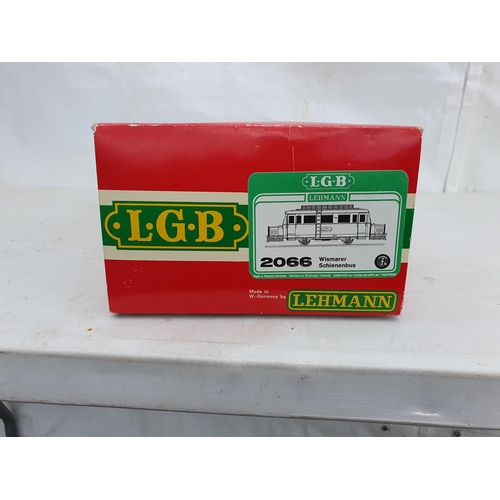 ·L·G·B·
Made in
W.-Germany by
LEHMANN
·L·G·B·
LEHMANN
2066 Wismarer
Schienenbus